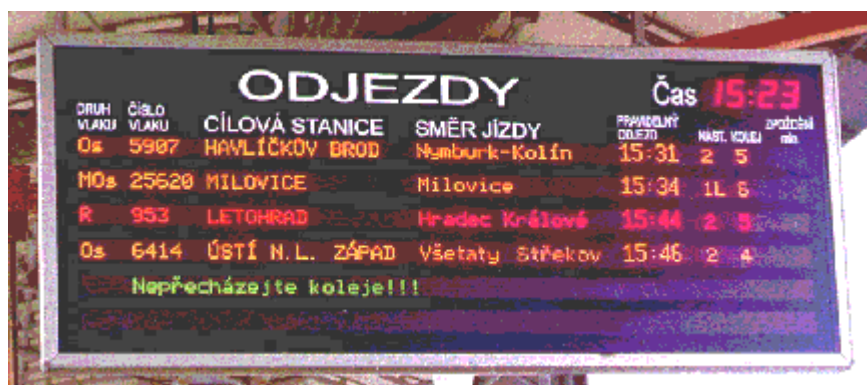 ODJEZDY Čas 15:23
DRUH VLAKU ČÍSLO VLAKU CÍLOVÁ STANICE SMĚR JÍZDY PRAVIDELNÝ ODJEZD NÁST. KOLEJ ZPOŽDĚNÍ min.
Os 5907 HAVLÍČKOV BROD Nymburk-Kolín 15:31 2 5
MOs 25620 MILOVICE Milovice 15:34 1L 6
R 953 LETOHRAD Hradec Králové 15:44 2 5
Os 6414 ÚSTÍ N.L. ZÁPAD Všetaty Střekov 15:46 2 4
Nepřecházejte koleje!!!